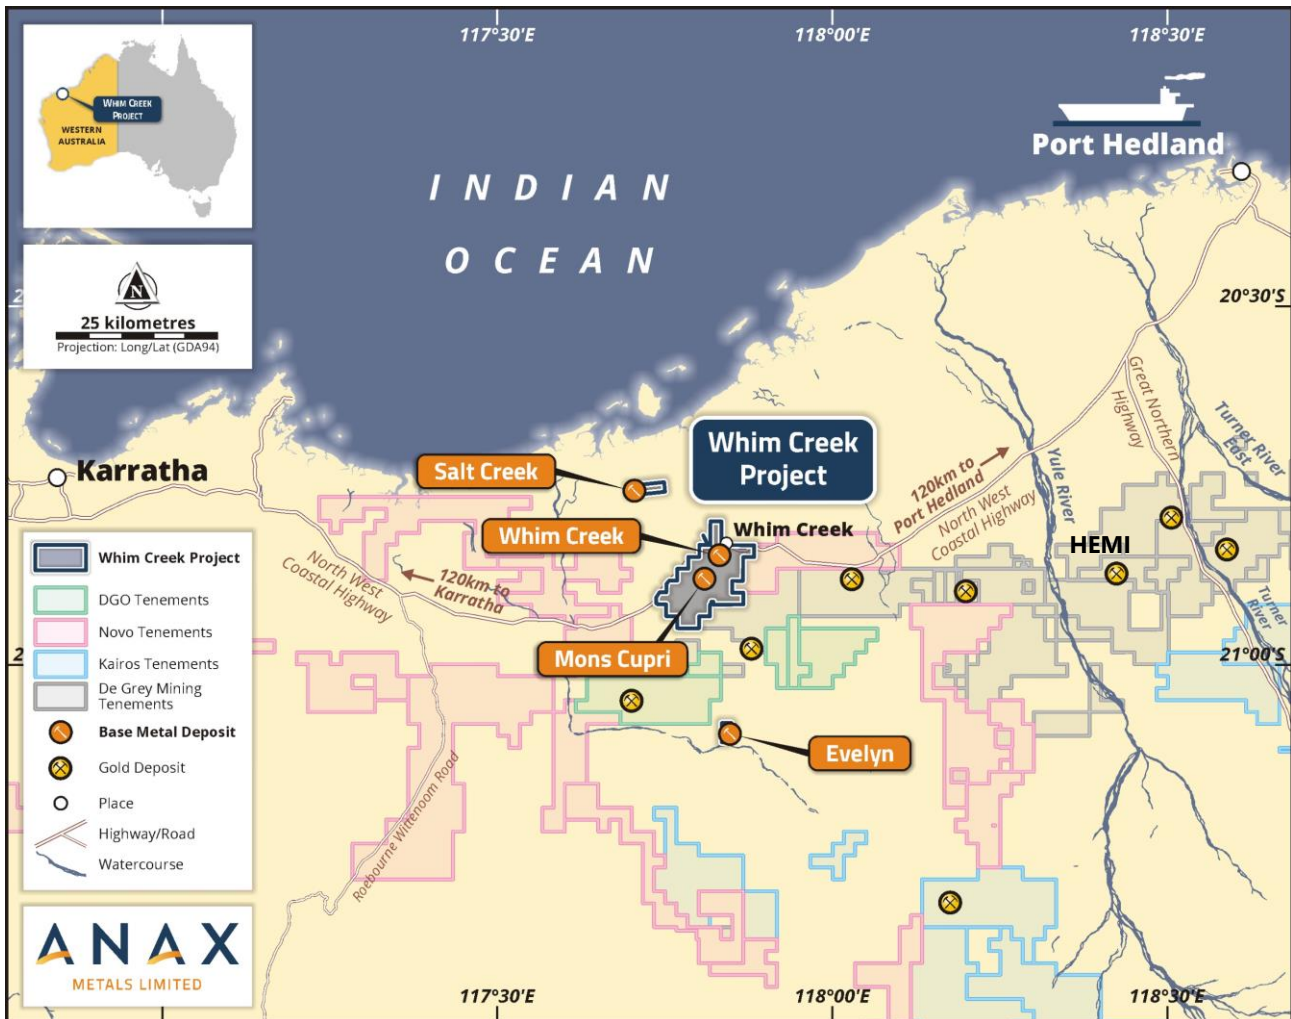 117°30'E
118°00'E
118°30'E
WHIM CREEK
PROJECT
WESTERN
AUSTRALIA
Port Hedland
INDIAN
OCEAN
N
25 kilometres
Projection: Long/Lat (GDA94)
2
20°30'S
Great Northern
Highway
Turner River
East
Whim Creek
Project
Salt Creek
Karratha
120km to
Port Hedland
North West
Coastal Highway
Yule River
Whim Creek
Whim Creek
HEMI
North West
Coastal Highway
120km to
Karratha
Turner
River
Mons Cupri
2
21°00'S
Evelyn
Roebourne Wittenoom Road
Whim Creek Project
DGO Tenements
Novo Tenements
Kairos Tenements
De Grey Mining
Tenements
Base Metal Deposit
Gold Deposit
Place
Highway/Road
Watercourse
ANAX
METALS LIMITED
117°30'E
118°00'E
118°30'E